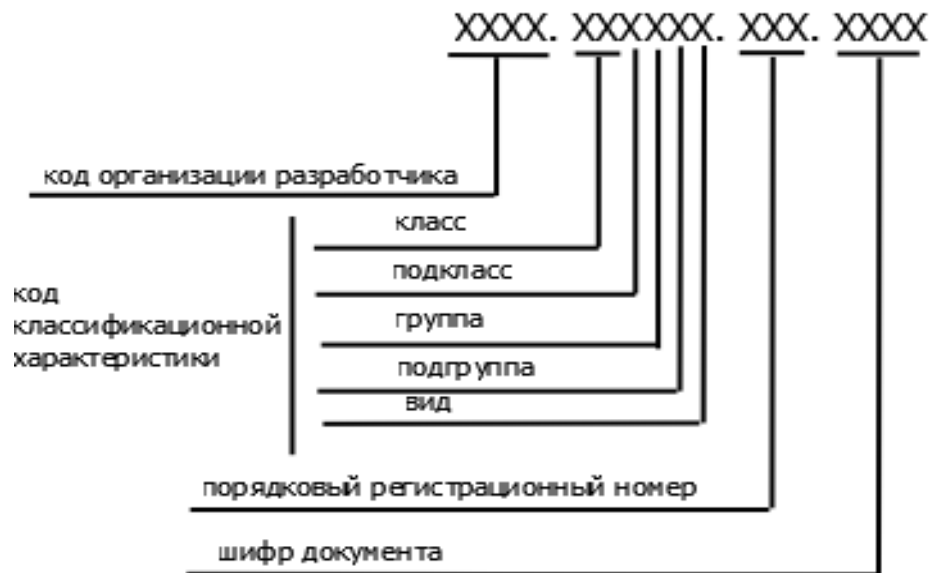 XXXX. XXXXXX. XXX. XXXX
код организации разработчика
класс
подкласс
код
классификационной
характеристики
группа
подгруппа
вид
порядковый регистрационный номер
шифр документа